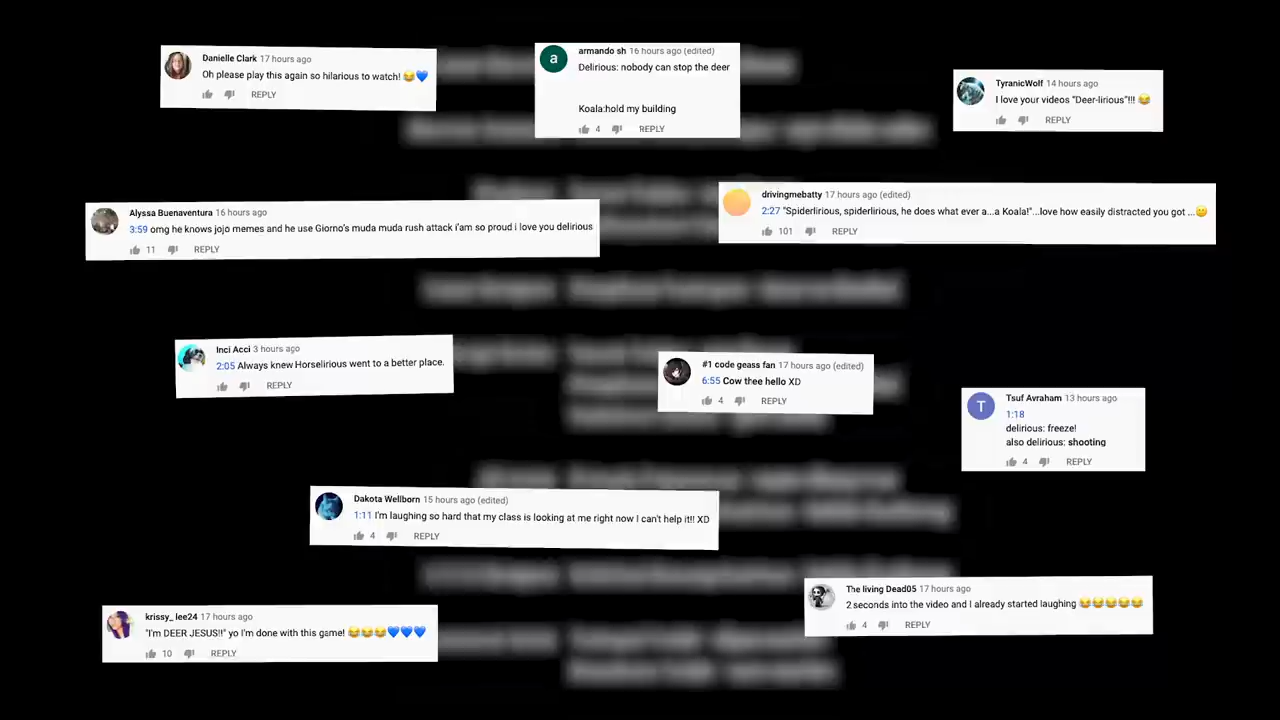 Danielle Clark 17 hours ago
Oh please play this again so hilarious to watch! 😂💙
REPLY
a
armando sh 16 hours ago (edited)
Delirious: nobody can stop the deer
Koala:hold my building
4 REPLY
TyranicWolf 14 hours ago
I love your videos "Deer-lirious"!!! 😂
REPLY
Alyssa Buenaventura 16 hours ago
3:59 omg he knows jojo memes and he use Giorno's muda muda rush attack i'am so proud i love you delirious
11 REPLY
drivingmebatty 17 hours ago (edited)
2:27 "Spiderlirious, spiderlirious, he does what ever a...a Koala!"...love how easily distracted you got ...
101 REPLY
Inci Acci 3 hours ago
2:05 Always knew Horselirious went to a better place.
REPLY
#1 code geass fan 17 hours ago (edited)
6:55 Cow thee hello XD
4 REPLY
T
Tsuf Avraham 13 hours ago
1:18
delirious: freeze!
also delirious: shooting
4 REPLY
Dakota Wellborn 15 hours ago (edited)
1:11 I'm laughing so hard that my class is looking at me right now I can't help it!! XD
4 REPLY
The living Dead05 17 hours ago
2 seconds into the video and I already started laughing 😂😂😂😂😂
4 REPLY
krissy_ lee24 17 hours ago
"I'm DEER JESUS!!" yo I'm done with this game! 😂😂😂💙💙💙
10 REPLY